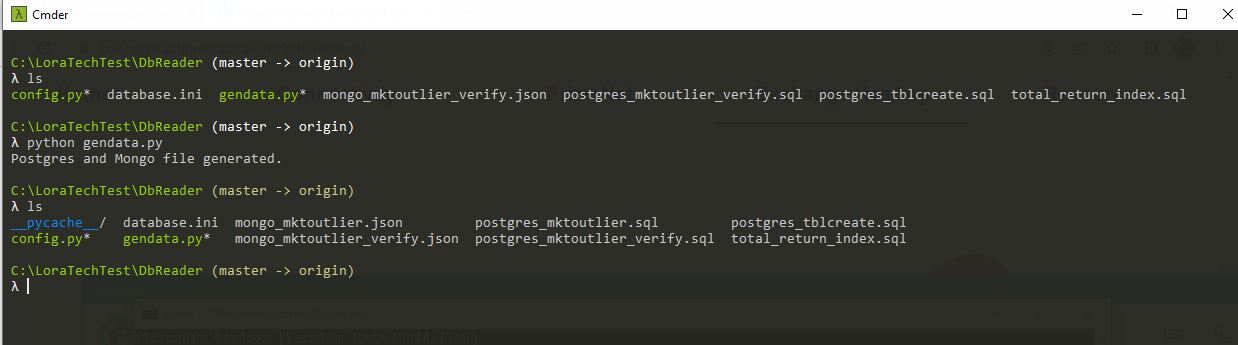 Cmder
C:\LoraTechTest\DbReader (master -> origin)
λ ls
config.py*  database.ini  gendata.py*  mongo_mktoutlier_verify.json  postgres_mktoutlier_verify.sql  postgres_tblcreate.sql  total_return_index.sql
C:\LoraTechTest\DbReader (master -> origin)
λ python gendata.py
Postgres and Mongo file generated.
C:\LoraTechTest\DbReader (master -> origin)
λ ls
__pycache__/  database.ini  mongo_mktoutlier.json         postgres_mktoutlier.sql         postgres_tblcreate.sql
config.py*    gendata.py*   mongo_mktoutlier_verify.json  postgres_mktoutlier_verify.sql  total_return_index.sql
C:\LoraTechTest\DbReader (master -> origin)
λ